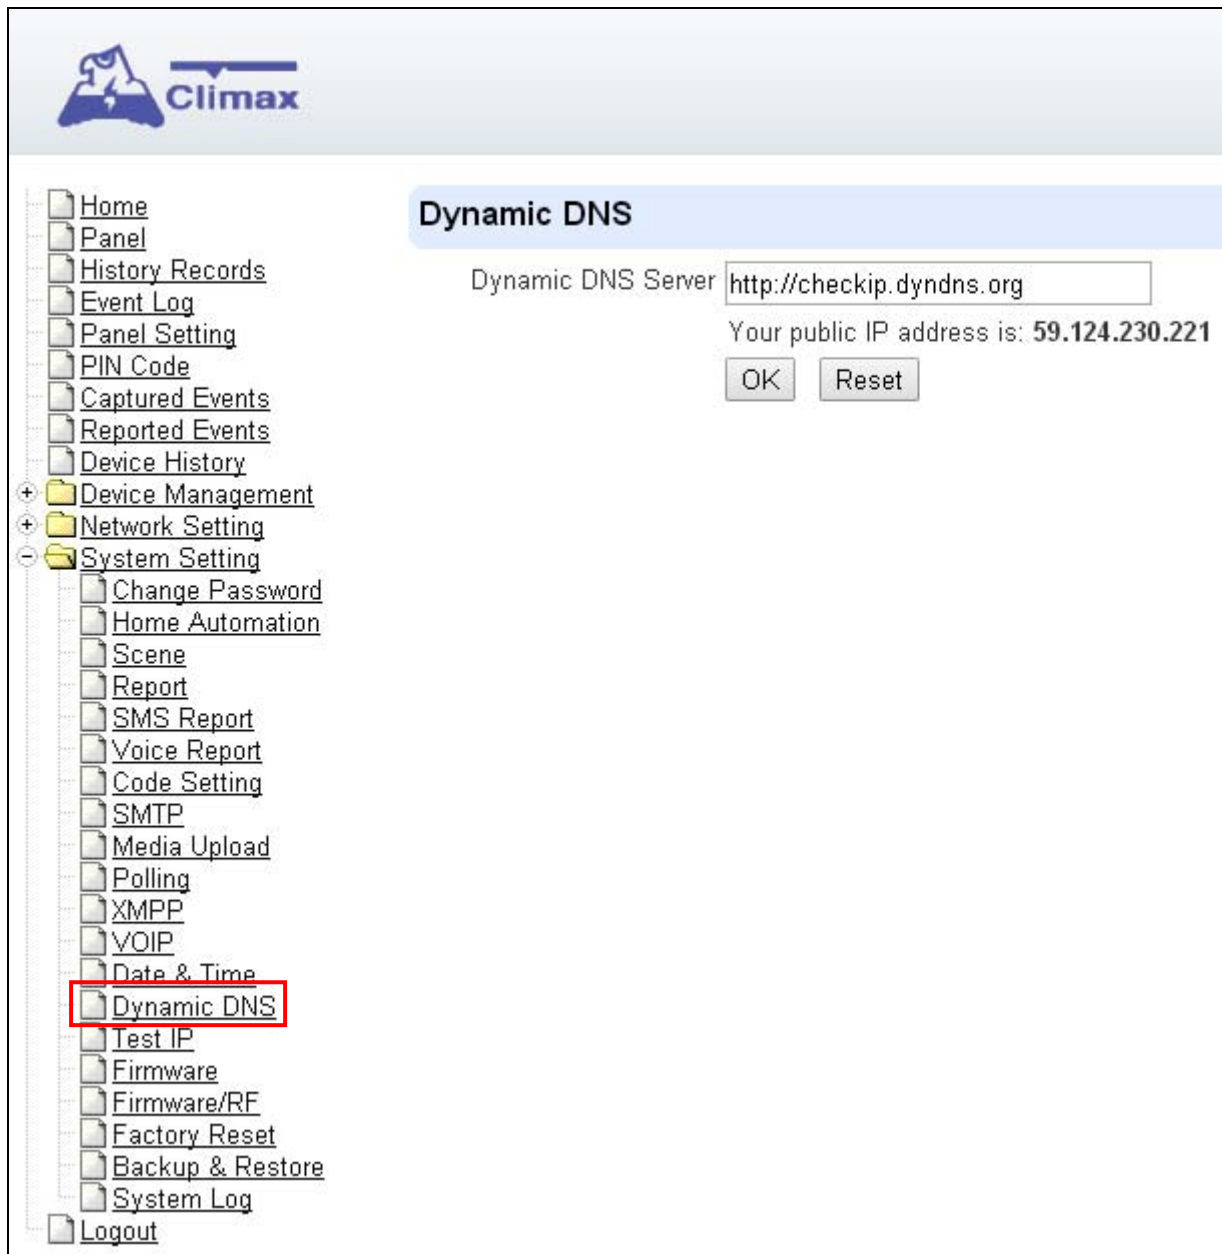 Climax
Home
Panel
History Records
Event Log
Panel Setting
PIN Code
Captured Events
Reported Events
Device History
Device Management
Network Setting
System Setting
Change Password
Home Automation
Scene
Report
SMS Report
Voice Report
Code Setting
SMTP
Media Upload
Polling
XMPP
VOIP
Date & Time
Dynamic DNS
Test IP
Firmware
Firmware/RF
Factory Reset
Backup & Restore
System Log
Logout
Dynamic DNS
Dynamic DNS Server http://checkip.dyndns.org
Your public IP address is: 59.124.230.221
OK Reset